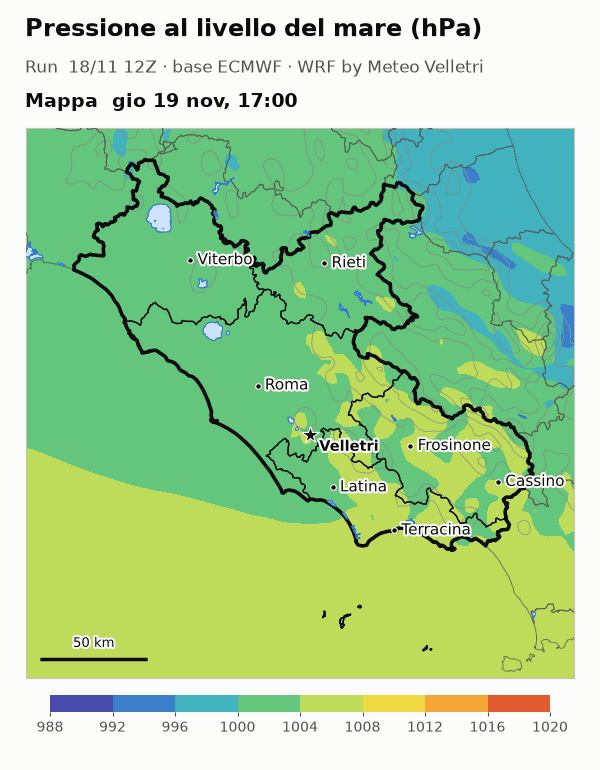 Pressione al livello del mare (hPa)
Run  18/11 12Z · base ECMWF · WRF by Meteo Velletri
Mappa  gio 19 nov, 17:00
Viterbo
Rieti
Roma
Velletri
Frosinone
Cassino
Latina
Terracina
50 km
988 992 996 1000 1004 1008 1012 1016 1020